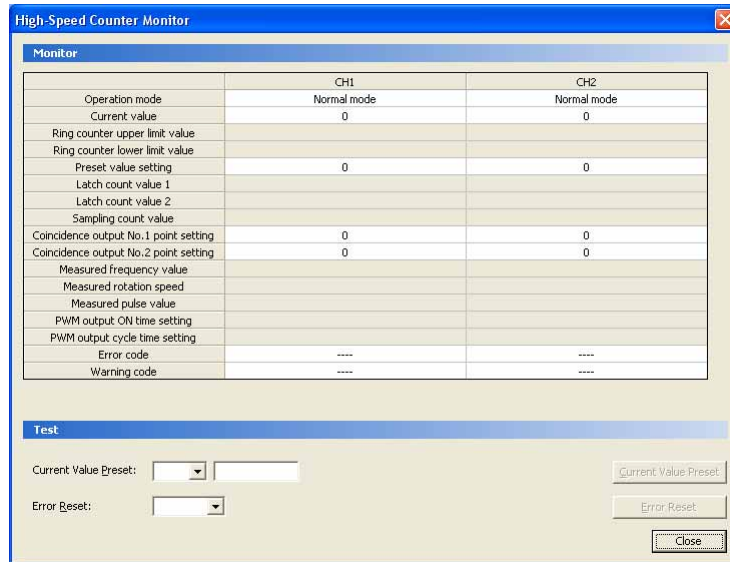 High-Speed Counter Monitor
Monitor
CH1 CH2
Operation mode Normal mode Normal mode
Current value 0 0
Ring counter upper limit value
Ring counter lower limit value
Preset value setting 0 0
Latch count value 1
Latch count value 2
Sampling count value
Coincidence output No.1 point setting 0 0
Coincidence output No.2 point setting 0 0
Measured frequency value
Measured rotation speed
Measured pulse value
PWM output ON time setting
PWM output cycle time setting
Error code ---- ----
Warning code ---- ----
Test
Current Value Preset: Current Value Preset
Error Reset: Error Reset
Close